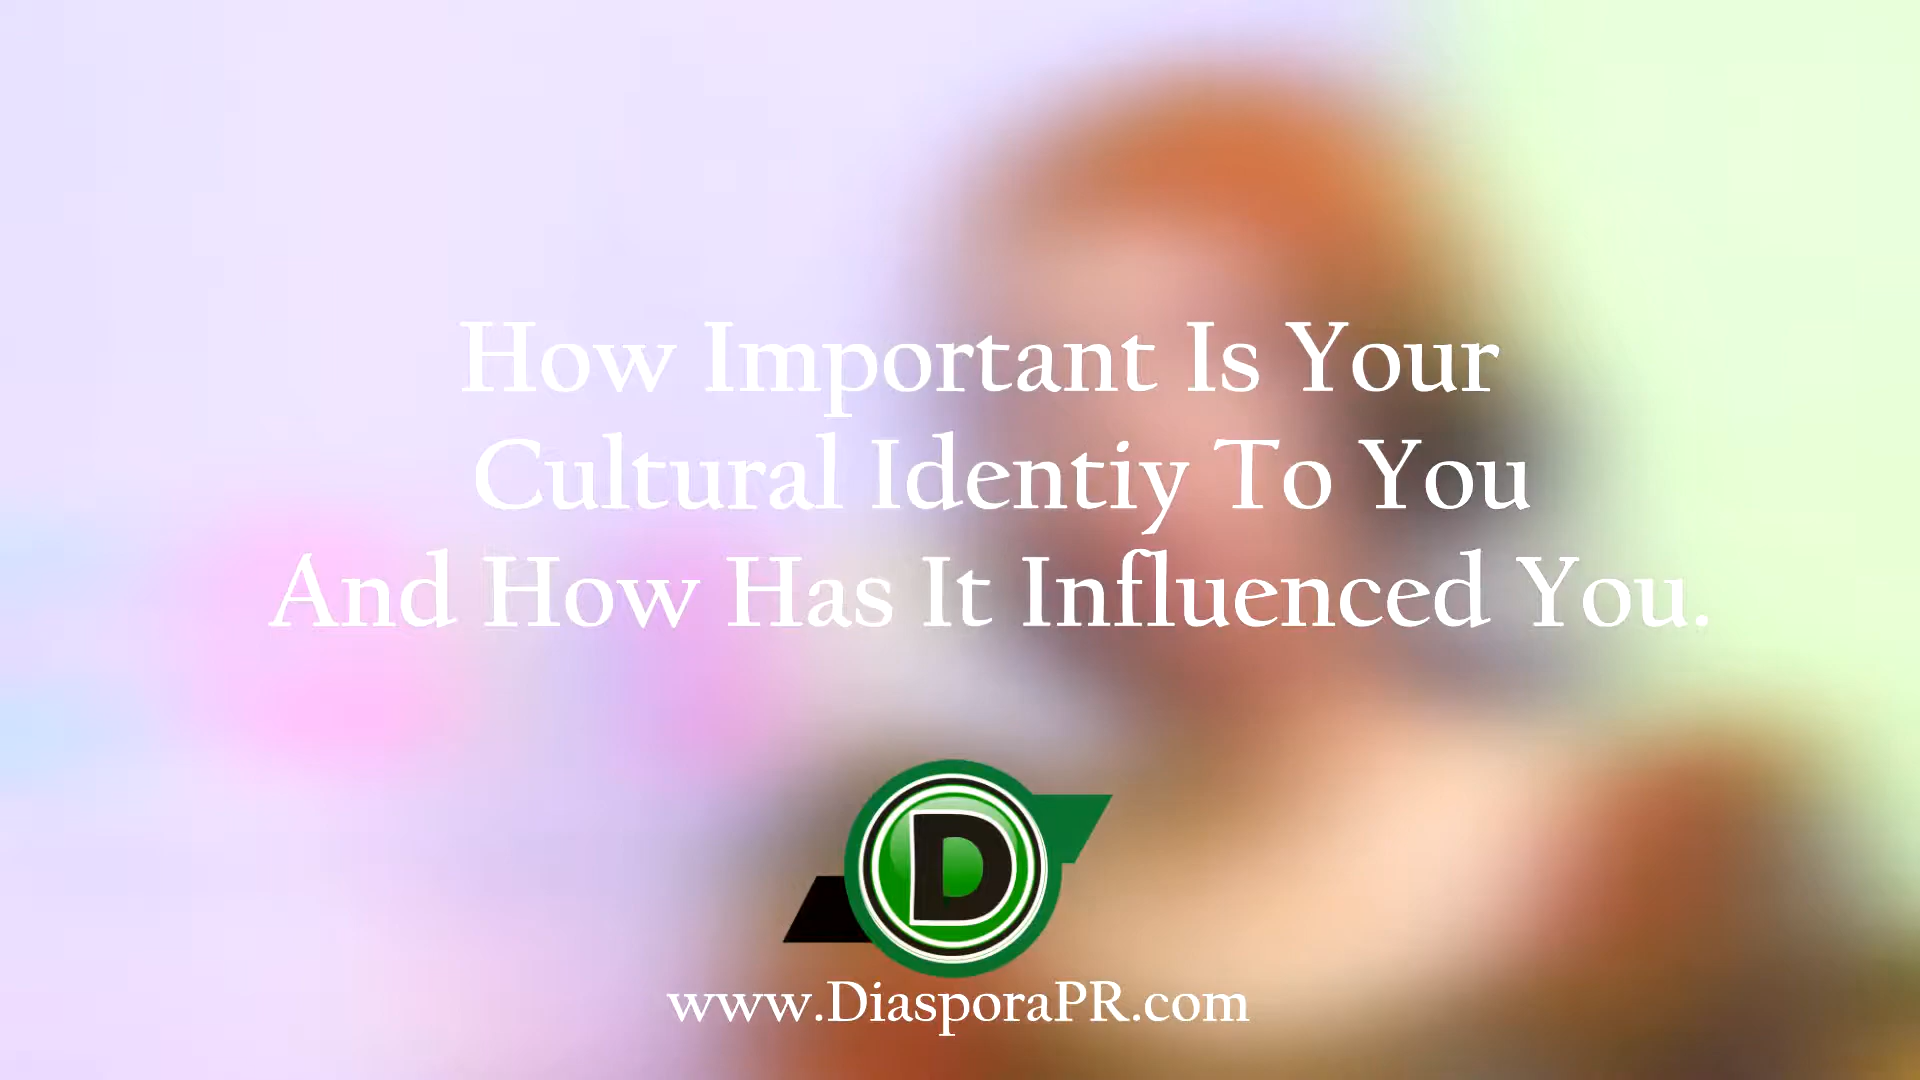 How Important Is Your
Cultural Identiy To You
And How Has It Influenced You.
D
www.DiasporaPR.com